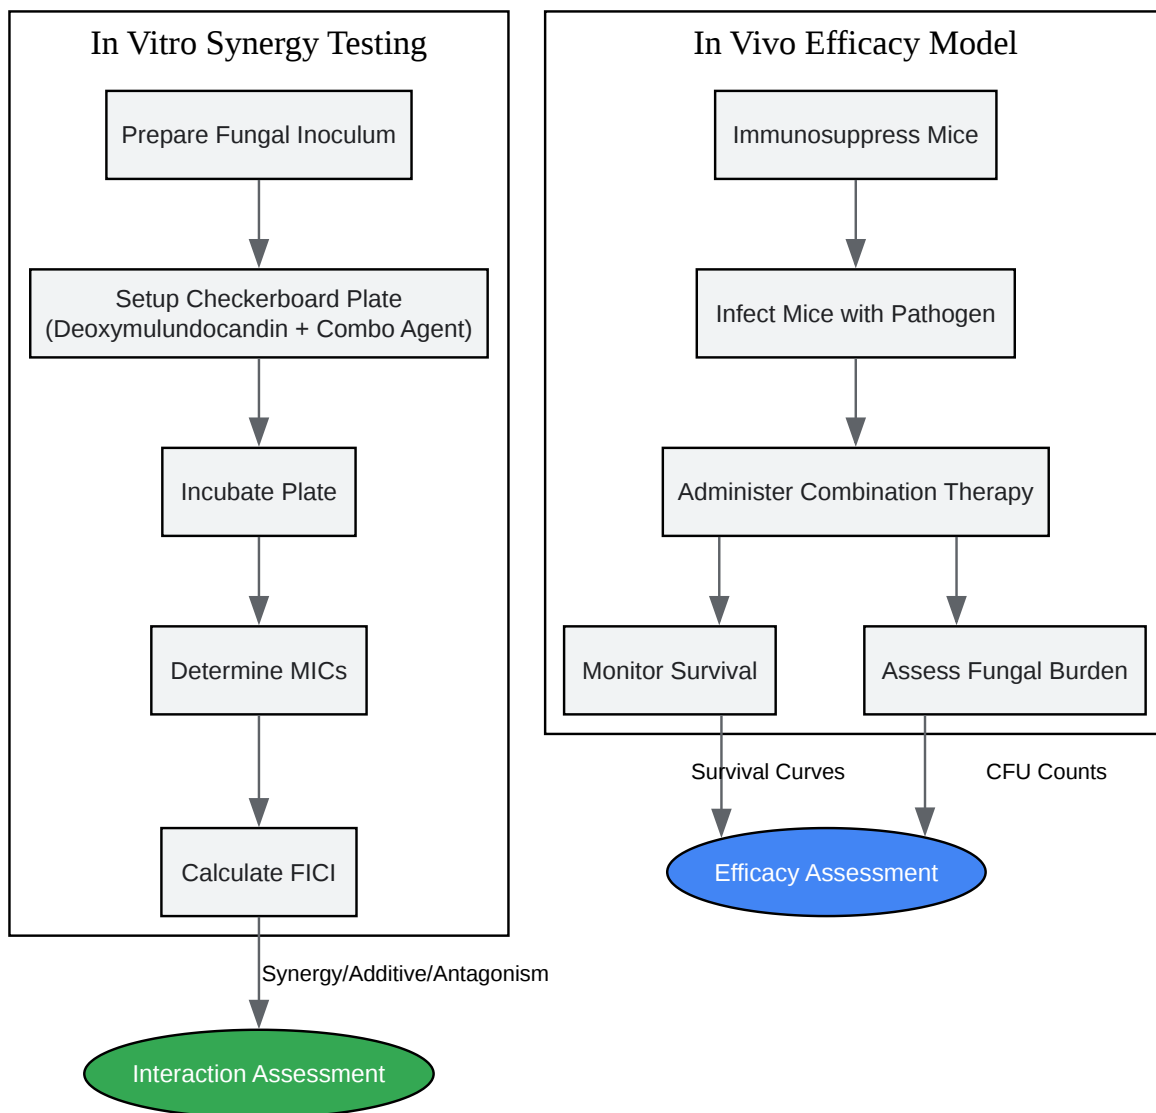 In Vitro Synergy Testing
Prepare Fungal Inoculum
Setup Checkerboard Plate
(Deoxymulundocandin + Combo Agent)
Incubate Plate
Determine MICs
Calculate FICI
Synergy/Additive/Antagonism
Interaction Assessment
In Vivo Efficacy Model
Immunosuppress Mice
Infect Mice with Pathogen
Administer Combination Therapy
Monitor Survival
Assess Fungal Burden
Survival Curves
CFU Counts
Efficacy Assessment